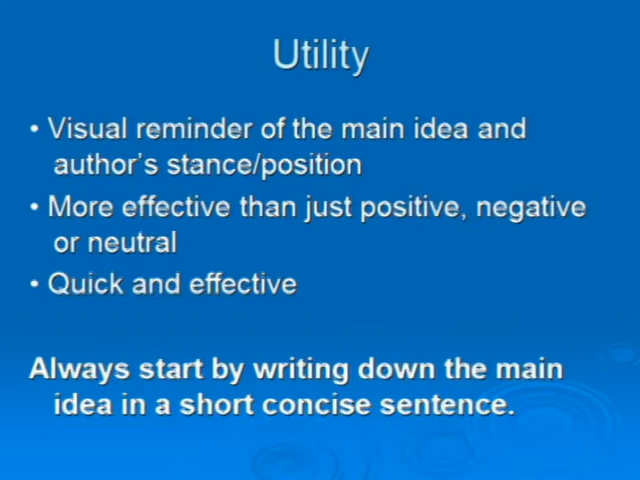 Utility
• Visual reminder of the main idea and
author's stance/position
• More effective than just positive, negative
or neutral
• Quick and effective
Always start by writing down the main
idea in a short concise sentence.